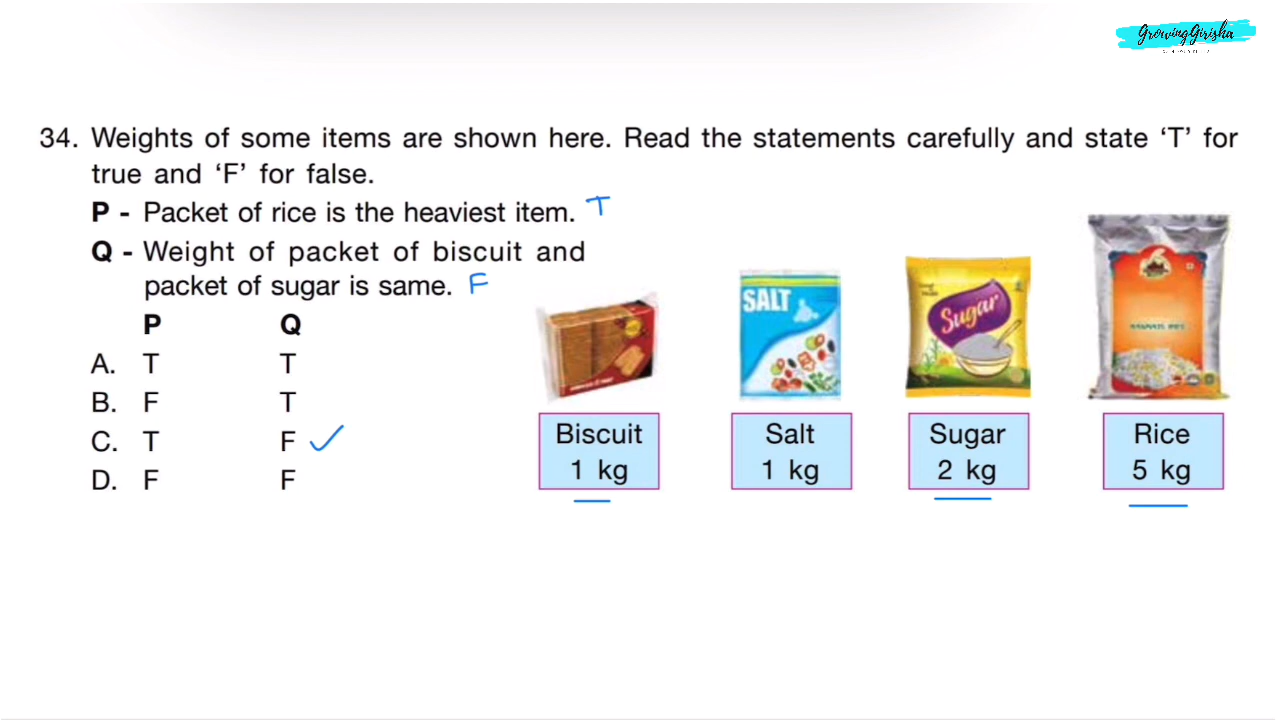 GrowingGirisha
34. Weights of some items are shown here. Read the statements carefully and state ‘T’ for
true and ‘F’ for false.
P - Packet of rice is the heaviest item. T
Q - Weight of packet of biscuit and
packet of sugar is same. F
P Q
A. T T
B. F T
C. T F ✓
D. F F
SALT
Sugar
Biscuit
1 kg
Salt
1 kg
Sugar
2 kg
Rice
5 kg